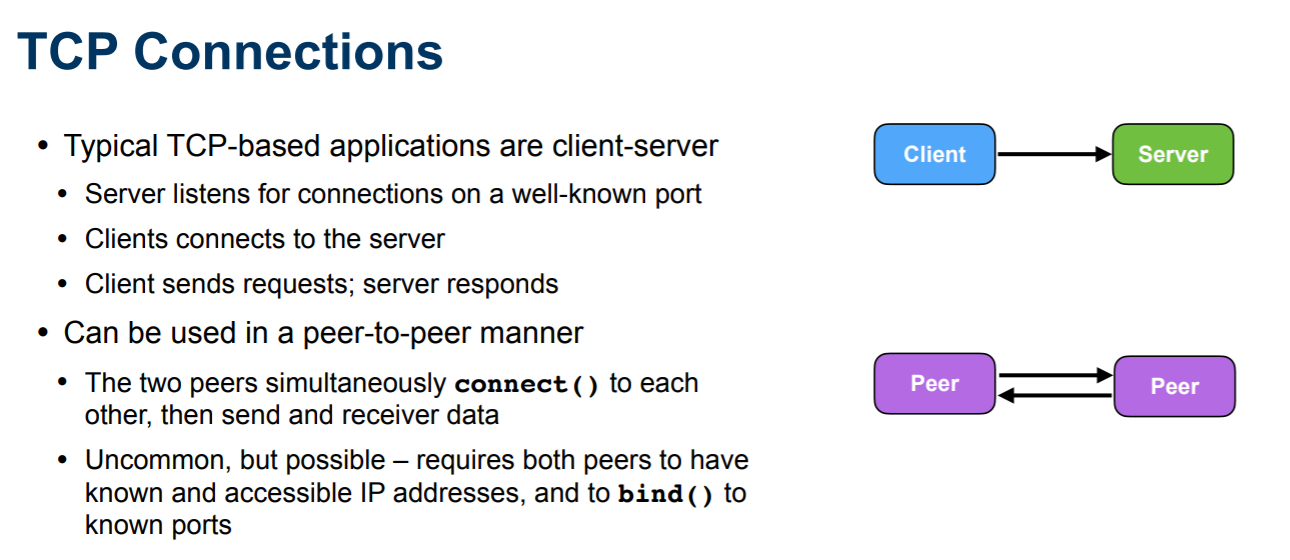 TCP Connections
• Typical TCP-based applications are client-server
• Server listens for connections on a well-known port
• Clients connects to the server
• Client sends requests; server responds
• Can be used in a peer-to-peer manner
• The two peers simultaneously connect() to each
other, then send and receiver data
• Uncommon, but possible – requires both peers to have
known and accessible IP addresses, and to bind() to
known ports
Client
Server
Peer
Peer